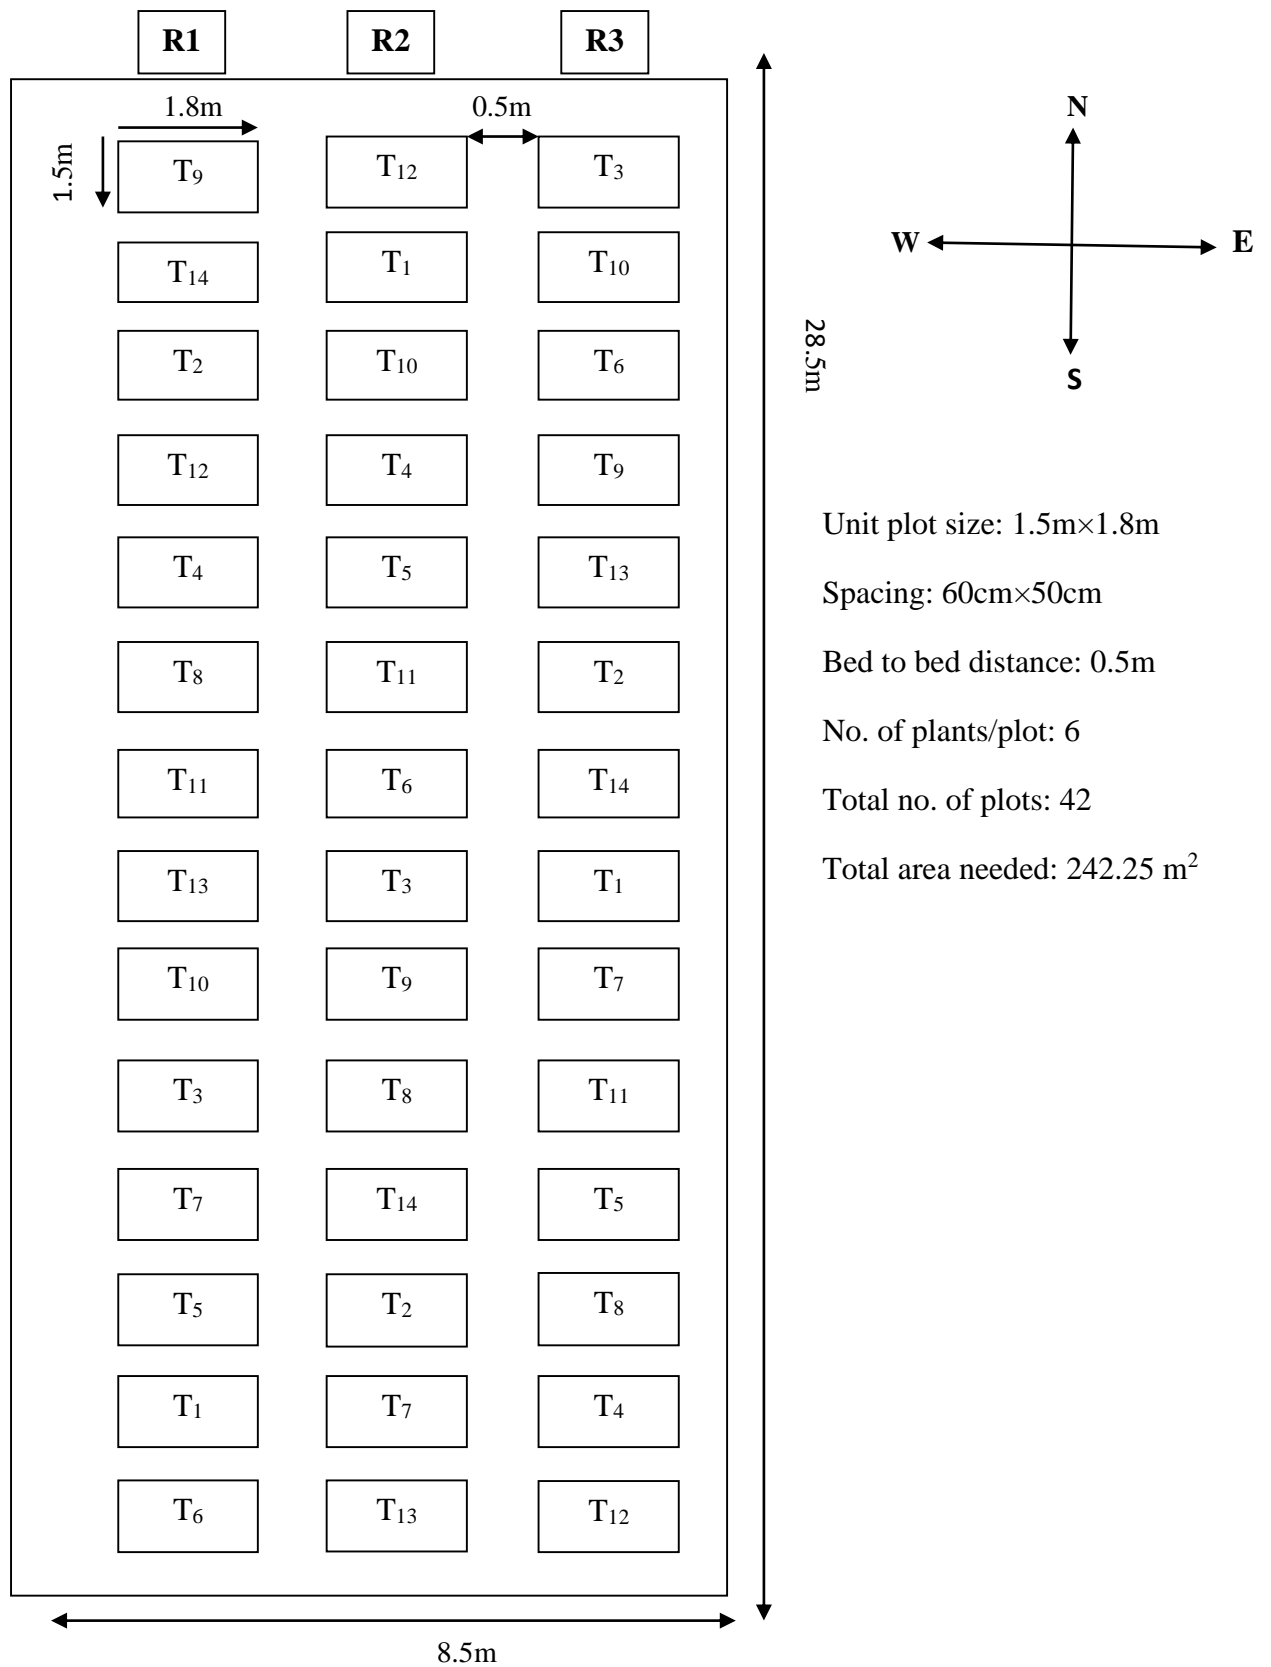 R1 R2 R3
1.8m 0.5m
1.5m
T9 T12 T3
T14 T1 T10
T2 T10 T6
T12 T4 T9
T4 T5 T13
T8 T11 T2
T11 T6 T14
T13 T3 T1
T10 T9 T7
T3 T8 T11
T7 T14 T5
T5 T2 T8
T1 T7 T4
T6 T13 T12
8.5m
28.5m
N
W E
S
Unit plot size: 1.5m×1.8m
Spacing: 60cm×50cm
Bed to bed distance: 0.5m
No. of plants/plot: 6
Total no. of plots: 42
Total area needed: 242.25 m2